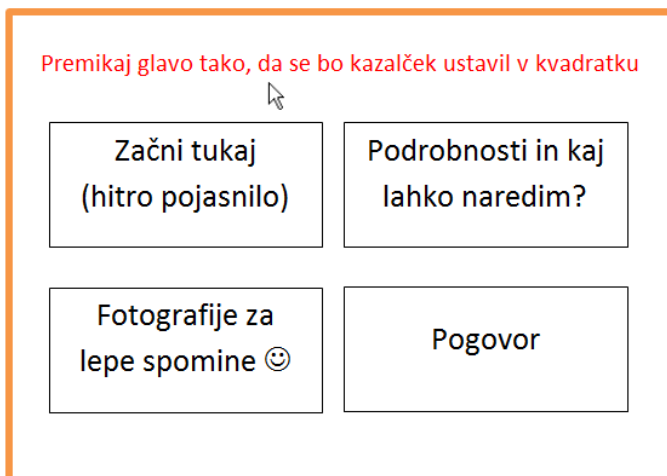 Premikaj glavo tako, da se bo kazalček ustavil v kvadratku
Začni tukaj
(hitro pojasnilo)
Podrobnosti in kaj
lahko naredim?
Fotografije za
lepe spomine ☺
Pogovor